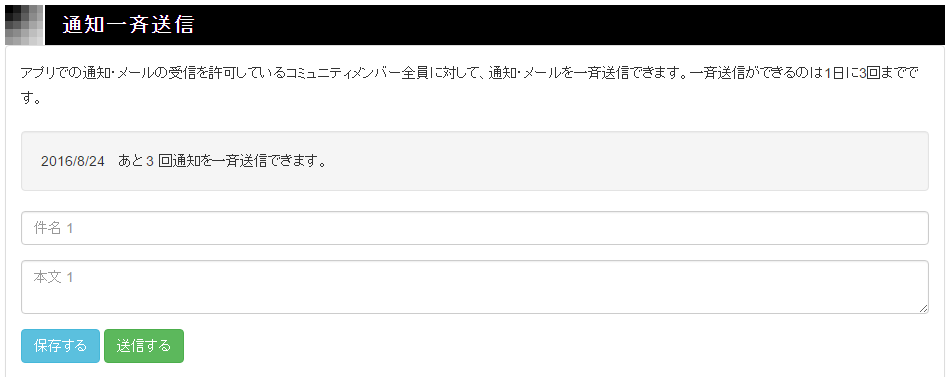 通知一斉送信
アプリでの通知・メールの受信を許可しているコミュニティメンバー全員に対して、通知・メールを一斉送信できます。一斉送信ができるのは1日に3回までで
す。
2016/8/24 あと3 回通知を一斉送信できます。
件名 1
本文 1
保存する 送信する